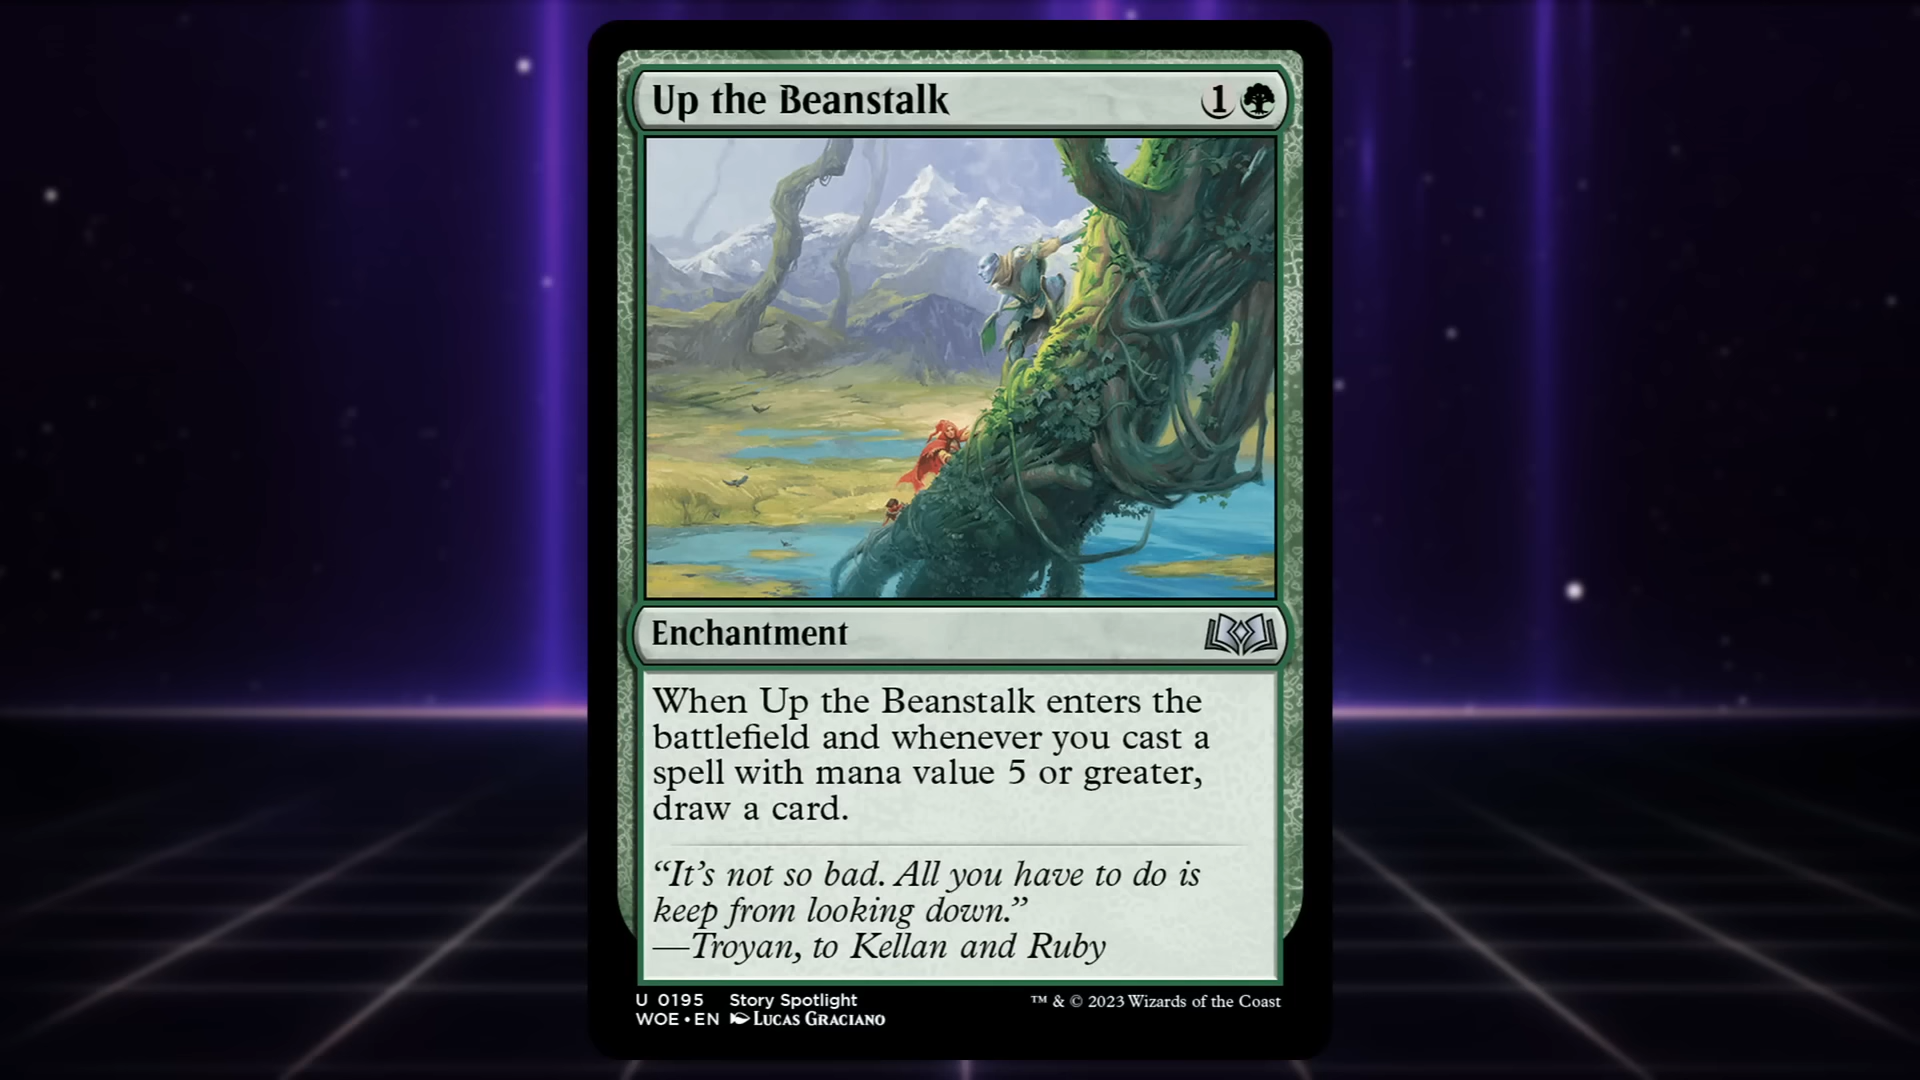 Up the Beanstalk
1
Enchantment
When Up the Beanstalk enters the
battlefield and whenever you cast a
spell with mana value 5 or greater,
draw a card.
“It’s not so bad. All you have to do is
keep from looking down.”
—Troyan, to Kellan and Ruby
U 0195 Story Spotlight
™ & © 2023 Wizards of the Coast
WOE • EN Lucas Graciano